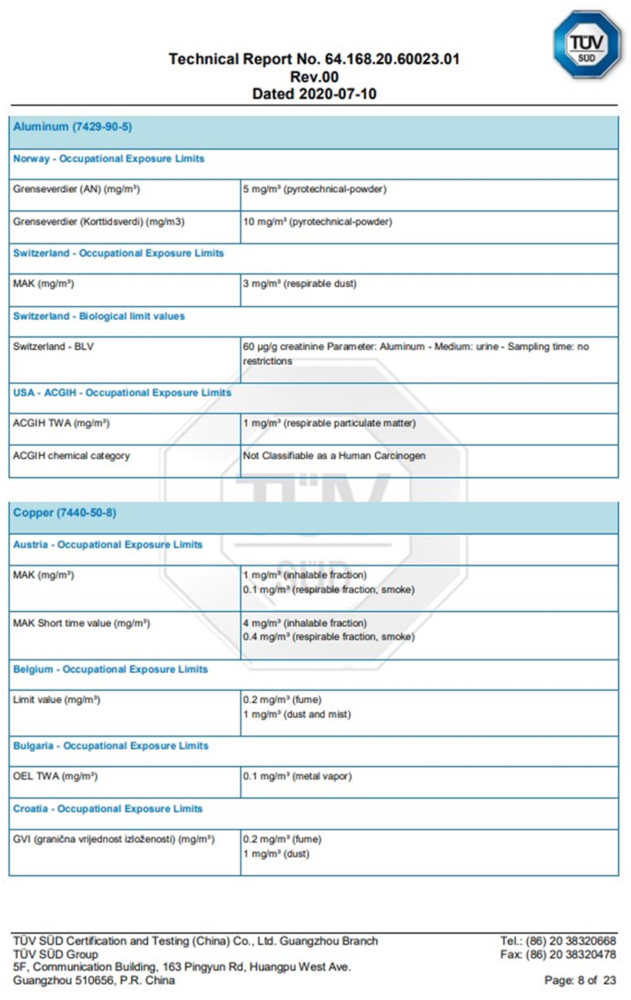 TÜV
SÜD
Technical Report No. 64.168.20.60023.01
Rev.00
Dated 2020-07-10
Aluminum (7429-90-5)
Norway - Occupational Exposure Limits
Grenseverdier (AN) (mg/m³) 5 mg/m³ (pyrotechnical-powder)
Grenseverdier (Korttidsverdi) (mg/m3) 10 mg/m³ (pyrotechnical-powder)
Switzerland - Occupational Exposure Limits
MAK (mg/m³) 3 mg/m³ (respirable dust)
Switzerland - Biological limit values
Switzerland - BLV 60 µg/g creatinine Parameter: Aluminum - Medium: urine - Sampling time: no
restrictions
USA - ACGIH - Occupational Exposure Limits
ACGIH TWA (mg/m³) 1 mg/m³ (respirable particulate matter)
ACGIH chemical category Not Classifiable as a Human Carcinogen
TÜV
SÜD
Copper (7440-50-8)
Austria - Occupational Exposure Limits
MAK (mg/m³) 1 mg/m³ (inhalable fraction)
0.1 mg/m³ (respirable fraction, smoke)
MAK Short time value (mg/m³) 4 mg/m³ (inhalable fraction)
0.4 mg/m³ (respirable fraction, smoke)
Belgium - Occupational Exposure Limits
Limit value (mg/m³) 0.2 mg/m³ (fume)
1 mg/m³ (dust and mist)
Bulgaria - Occupational Exposure Limits
OEL TWA (mg/m³) 0.1 mg/m³ (metal vapor)
Croatia - Occupational Exposure Limits
GVI (granična vrijednost izloženosti) (mg/m³) 0.2 mg/m³ (fume)
1 mg/m³ (dust)
TÜV SÜD Certification and Testing (China) Co., Ltd. Guangzhou Branch Tel.: (86) 20 38320668
TÜV SÜD Group Fax: (86) 20 38320478
5F, Communication Building, 163 Pingyun Rd, Huangpu West Ave.
Guangzhou 510656, P.R. China Page: 8 of 23